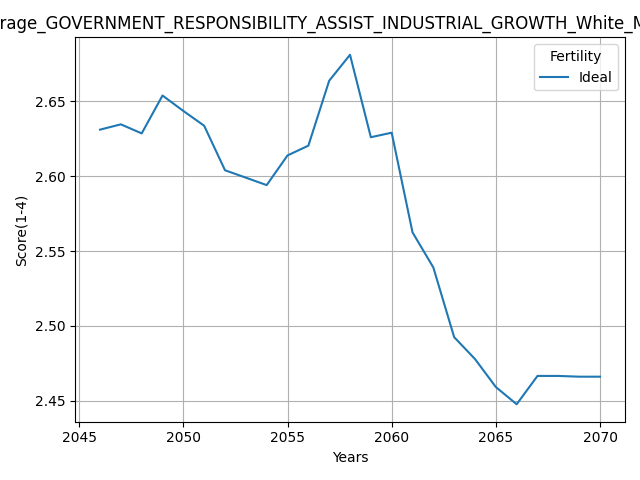 rage_GOVERNMENT_RESPONSIBILITY_ASSIST_INDUSTRIAL_GROWTH_White_M
Fertility
Ideal
2.65
2.60
2.55
2.50
2.45
Score(1-4)
2045 2050 2055 2060 2065 2070
Years